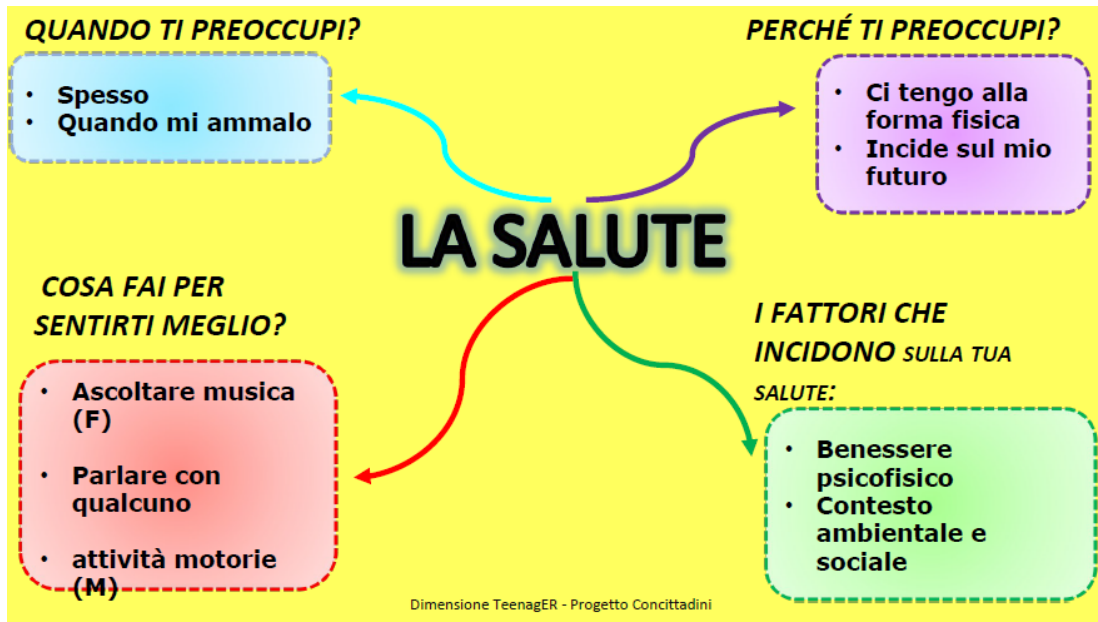 QUANDO TI PREOCCUPI?
• Spesso
• Quando mi ammalo
PERCHÉ TI PREOCCUPI?
• Ci tengo alla
forma fisica
• Incide sul mio
futuro
LA SALUTE
COSA FAI PER
SENTIRTI MEGLIO?
• Ascoltare musica
(F)
• Parlare con
qualcuno
• attività motorie
(M)
I FATTORI CHE
INCIDONO SULLA TUA
SALUTE:
• Benessere
psicofisico
• Contesto
ambientale e
sociale
Dimensione TeenagER - Progetto Concittadini